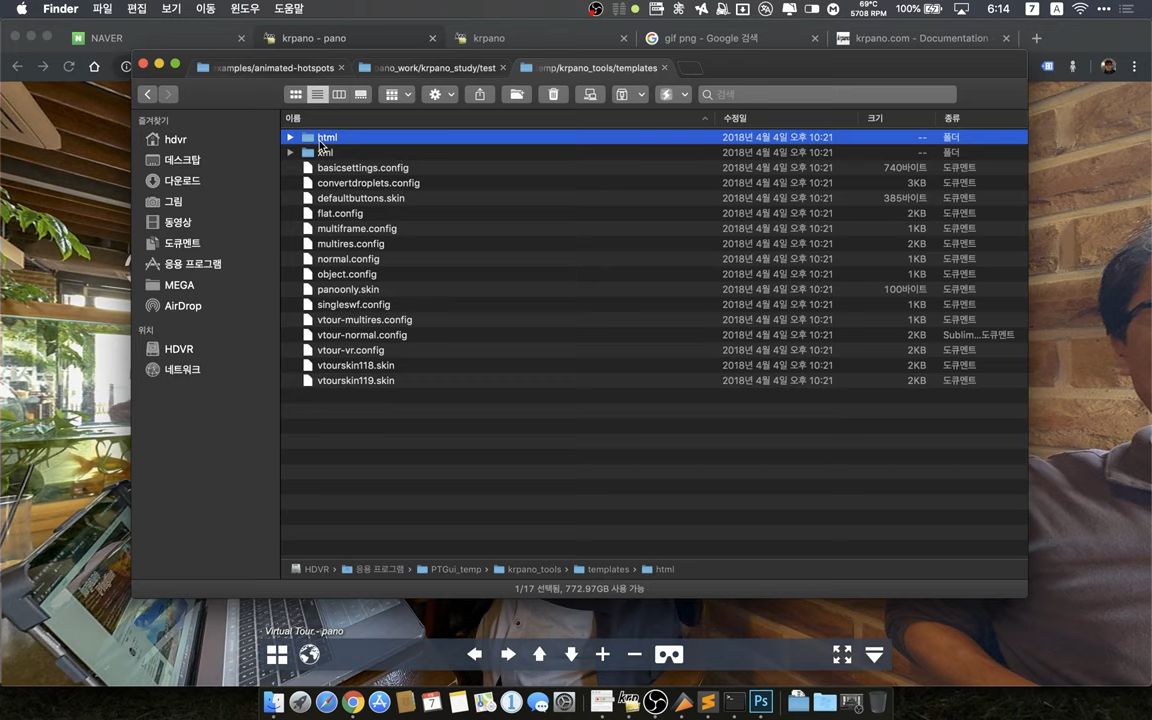 Finder 파일 편집 보기 이동 윈도우 도움말
69°C
5708 RPM
100%
6:14
7
A
NAVER
krpano - pano
krpano
gif png - Google 검색
krpano.com - Documentation -
examples/animated-hotspots
ano_work/krpano_study/test
emp/krpano_tools/templates
검색
즐겨찾기
hdvr
데스크탑
다운로드
그림
동영상
도큐멘트
응용 프로그램
MEGA
AirDrop
위치
HDVR
네트워크
이름 수정일 크기 종류
html 2018년 4월 4일 오후 10:21 -- 폴더
xml 2018년 4월 4일 오후 10:21 -- 폴더
basicsettings.config 2018년 4월 4일 오후 10:21 740바이트 도큐멘트
convertdroplets.config 2018년 4월 4일 오후 10:21 3KB 도큐멘트
defaultbuttons.skin 2018년 4월 4일 오후 10:21 385바이트 도큐멘트
flat.config 2018년 4월 4일 오후 10:21 2KB 도큐멘트
multiframe.config 2018년 4월 4일 오후 10:21 1KB 도큐멘트
multires.config 2018년 4월 4일 오후 10:21 2KB 도큐멘트
normal.config 2018년 4월 4일 오후 10:21 1KB 도큐멘트
object.config 2018년 4월 4일 오후 10:21 1KB 도큐멘트
panoonly.skin 2018년 4월 4일 오후 10:21 100바이트 도큐멘트
singleswf.config 2018년 4월 4일 오후 10:21 1KB 도큐멘트
vtour-multires.config 2018년 4월 4일 오후 10:21 1KB 도큐멘트
vtour-normal.config 2018년 4월 4일 오후 10:21 2KB Sublim...도큐멘트
vtour-vr.config 2018년 4월 4일 오후 10:21 2KB 도큐멘트
vtourskin118.skin 2018년 4월 4일 오후 10:21 2KB 도큐멘트
vtourskin119.skin 2018년 4월 4일 오후 10:21 2KB 도큐멘트
HDVR › 응용 프로그램 › PTGui_temp › krpano_tools › templates › html
1/17 선택됨, 772.97GB 사용 가능
Virtual Tour - pano